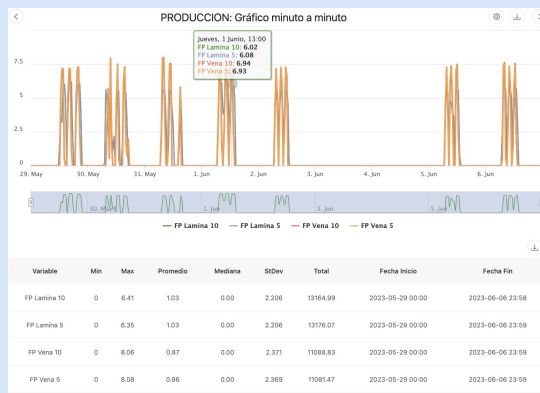 PRODUCCION: Gráfico minuto a minuto
Jueves, 1 Junio, 13:00
FP Lamina 10: 6.02
FP Lamina 5: 6.08
FP Vena 10: 6.94
FP Vena 5: 6.93
7.5
5
2.5
0
29. May 30. May 31. May 1. Jun 2. Jun 3. Jun 4. Jun 5. Jun 6. Jun
30. May 1. Jun 3. Jun 5. Jun
FP Lamina 10 FP Lamina 5 FP Vena 10 FP Vena 5
Variable Min Max Promedio Mediana StDev Total Fecha Inicio Fecha Fin
FP Lamina 10 0 6.41 1.03 0.00 2.206 13164.99 2023-05-29 00:00 2023-06-06 23:58
FP Lamina 5 0 6.35 1.03 0.00 2.206 13176.07 2023-05-29 00:00 2023-06-06 23:59
FP Vena 10 0 8.06 0.87 0.00 2.371 11088.83 2023-05-29 00:00 2023-06-06 23:59
FP Vena 5 0 8.08 0.86 0.00 2.369 11081.47 2023-05-29 00:00 2023-06-06 23:59